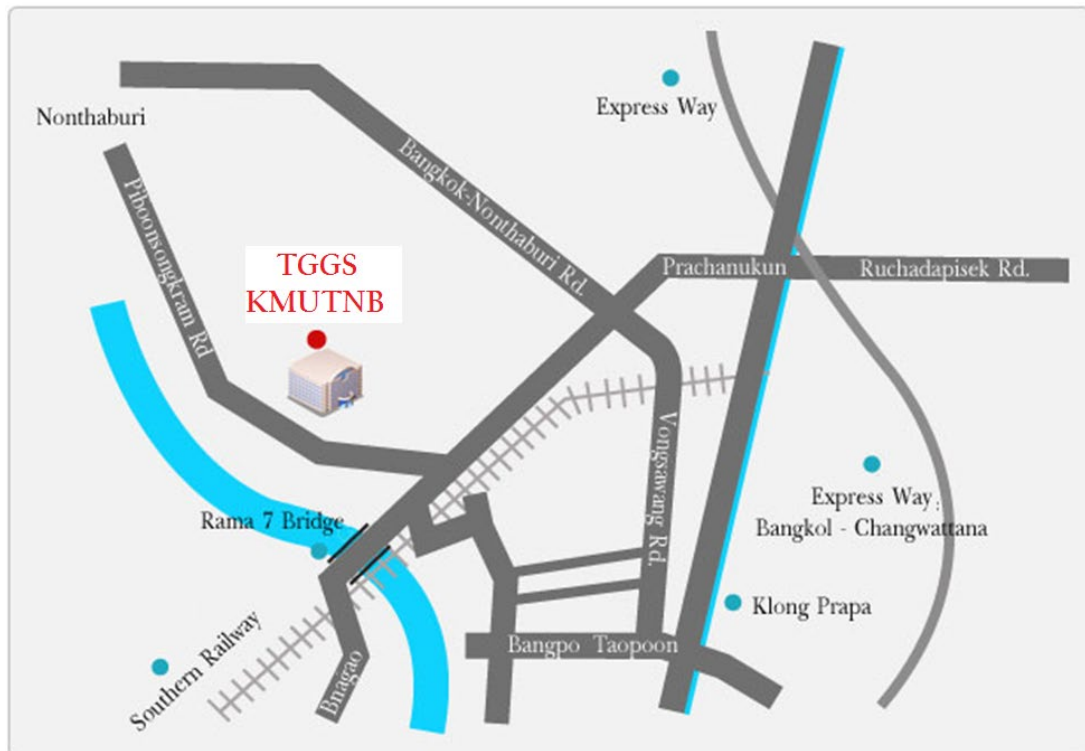 Express Way
Nonthaburi
Bangkok-Nonthaburi Rd.
Piboonsongkram Rd
TGGS
KMUTNB
Prachanukun
Ruchadapisek Rd.
Vongsawang Rd.
Express Way;
Bangkol - Changwattana
Rama 7 Bridge
Klong Prapa
Southern Railway
Bnagao
Bangpo Taopoon